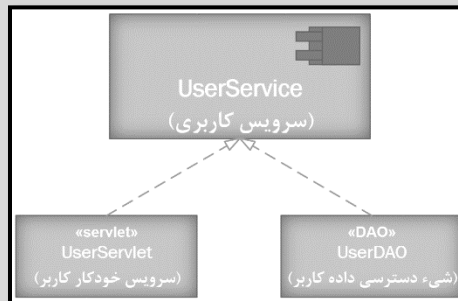 UserService
(سرویس کاربری)
«servlet»
UserServlet
(سرویس خودکار کاربر)
«DAO»
UserDAO
(شیء دسترسی داده کاربر)